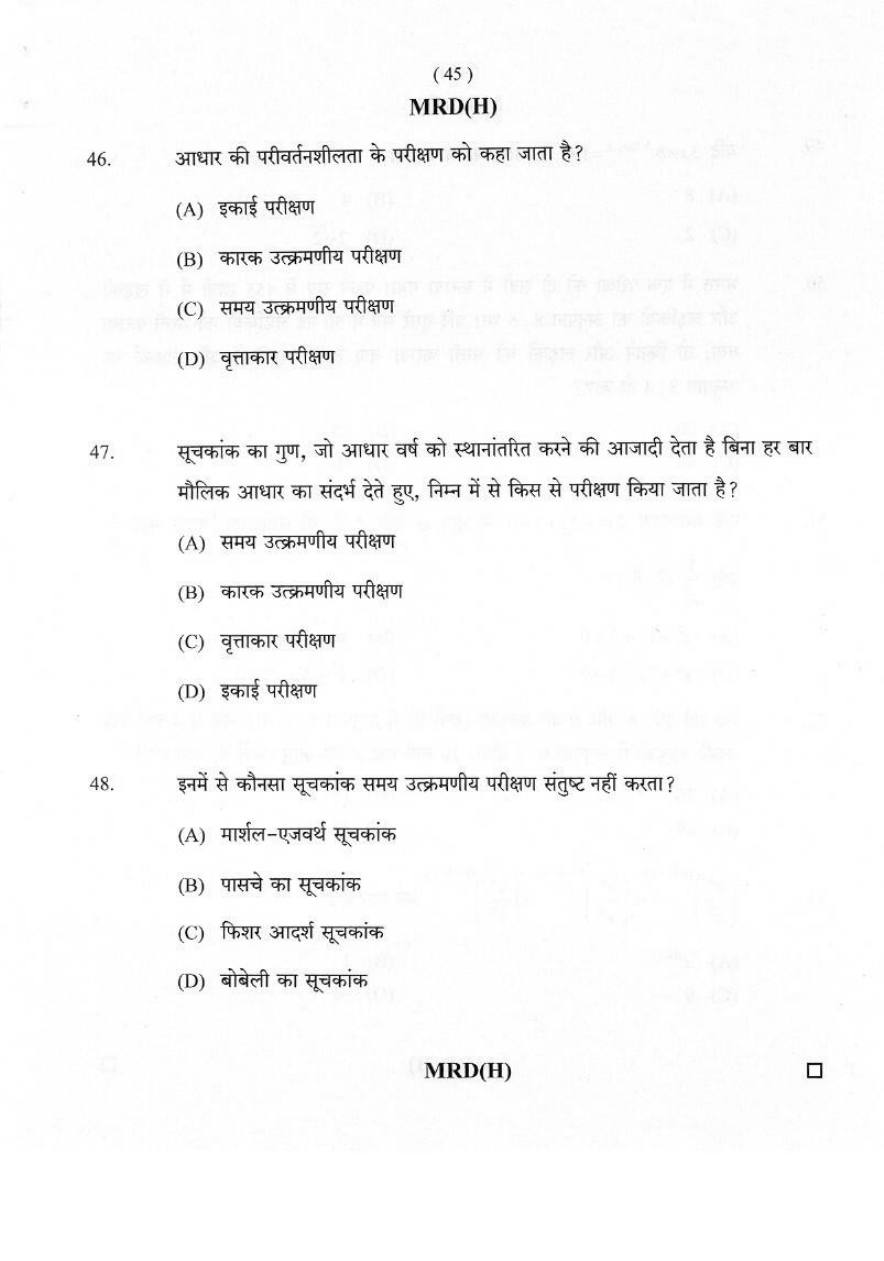 ( 45 )
MRD(H)
46. आधार की परीवर्तनशीलता के परीक्षण को कहा जाता है?
(A) इकाई परीक्षण
(B) कारक उत्क्रमणीय परीक्षण
(C) समय उत्क्रमणीय परीक्षण
(D) वृत्ताकार परीक्षण
47. सूचकांक का गुण, जो आधार वर्ष को स्थानांतरित करने की आजादी देता है बिना हर बार
मौलिक आधार का संदर्भ देते हुए, निम्न में से किस से परीक्षण किया जाता है?
(A) समय उत्क्रमणीय परीक्षण
(B) कारक उत्क्रमणीय परीक्षण
(C) वृत्ताकार परीक्षण
(D) इकाई परीक्षण
48. इनमें से कौनसा सूचकांक समय उत्क्रमणीय परीक्षण संतुष्ट नहीं करता?
(A) मार्शल-एजवर्थ सूचकांक
(B) पासचे का सूचकांक
(C) फिशर आदर्श सूचकांक
(D) बोबेली का सूचकांक
MRD(H)